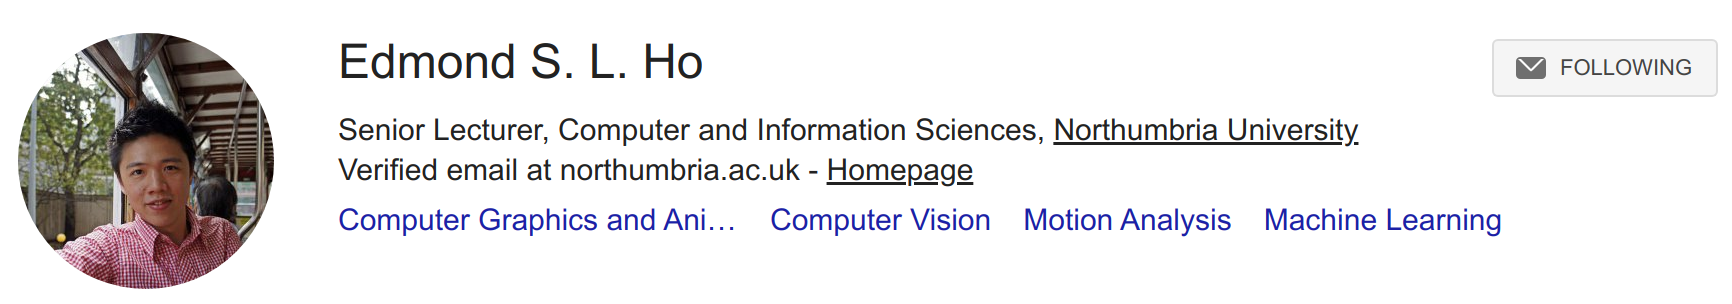 Edmond S. L. Ho
FOLLOWING
Senior Lecturer, Computer and Information Sciences, Northumbria University
Verified email at northumbria.ac.uk - Homepage
Computer Graphics and Ani… Computer Vision Motion Analysis Machine Learning